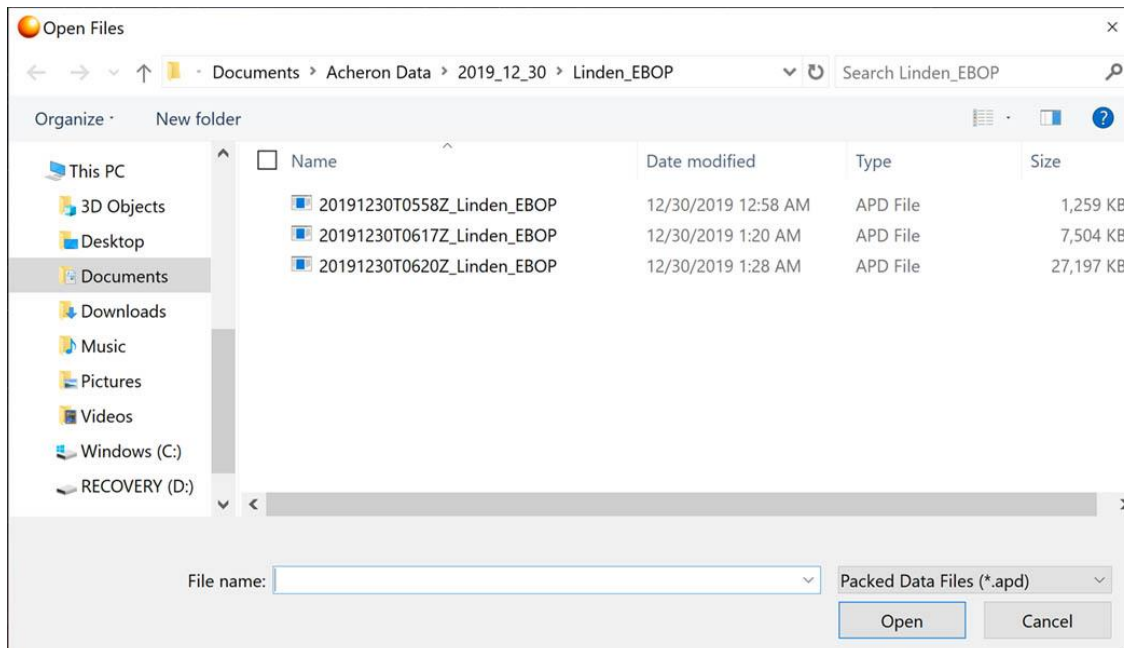 Open Files
Documents > Acheron Data > 2019_12_30 > Linden_EBOP
Search Linden_EBOP
Organize
New folder
This PC
3D Objects
Desktop
Documents
Downloads
Music
Pictures
Videos
Windows (C:)
RECOVERY (D:)
Name Date modified Type Size
20191230T0558Z_Linden_EBOP 12/30/2019 12:58 AM APD File 1,259 KB
20191230T0617Z_Linden_EBOP 12/30/2019 1:20 AM APD File 7,504 KB
20191230T0620Z_Linden_EBOP 12/30/2019 1:28 AM APD File 27,197 KB
File name:
Packed Data Files (*.apd)
Open
Cancel